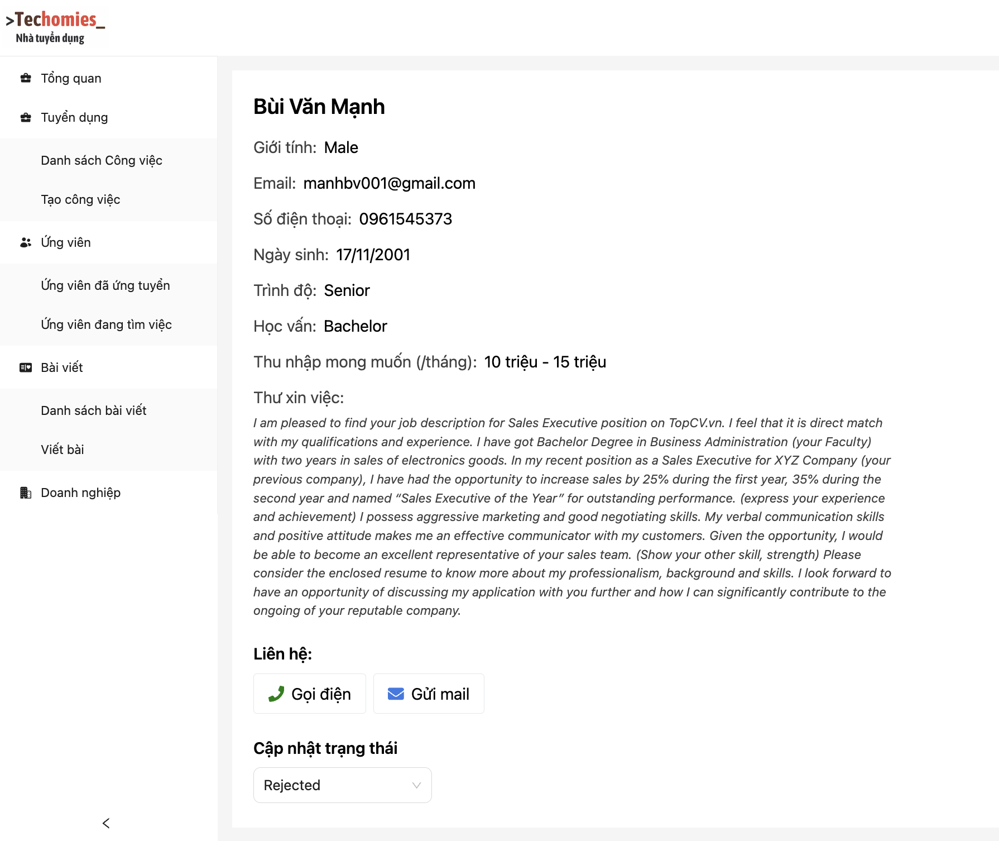 >Techomies_
Nhà tuyển dụng
Tổng quan
Tuyển dụng
Danh sách Công việc
Tạo công việc
Ứng viên
Ứng viên đã ứng tuyển
Ứng viên đang tìm việc
Bài viết
Danh sách bài viết
Viết bài
Doanh nghiệp
Bùi Văn Mạnh
Giới tính: Male
Email: manhbv001@gmail.com
Số điện thoại: 0961545373
Ngày sinh: 17/11/2001
Trình độ: Senior
Học vấn: Bachelor
Thu nhập mong muốn (/tháng): 10 triệu - 15 triệu
Thư xin việc:
I am pleased to find your job description for Sales Executive position on TopCV.vn. I feel that it is direct match
with my qualifications and experience. I have got Bachelor Degree in Business Administration (your Faculty)
with two years in sales of electronics goods. In my recent position as a Sales Executive for XYZ Company (your
previous company), I have had the opportunity to increase sales by 25% during the first year, 35% during the
second year and named “Sales Executive of the Year” for outstanding performance. (express your experience
and achievement) I possess aggressive marketing and good negotiating skills. My verbal communication skills
and positive attitude makes me an effective communicator with my customers. Given the opportunity, I would
be able to become an excellent representative of your sales team. (Show your other skill, strength) Please
consider the enclosed resume to know more about my professionalism, background and skills. I look forward to
have an opportunity of discussing my application with you further and how I can significantly contribute to the
ongoing of your reputable company.
Liên hệ:
Gọi điện
Gửi mail
Cập nhật trạng thái
Rejected